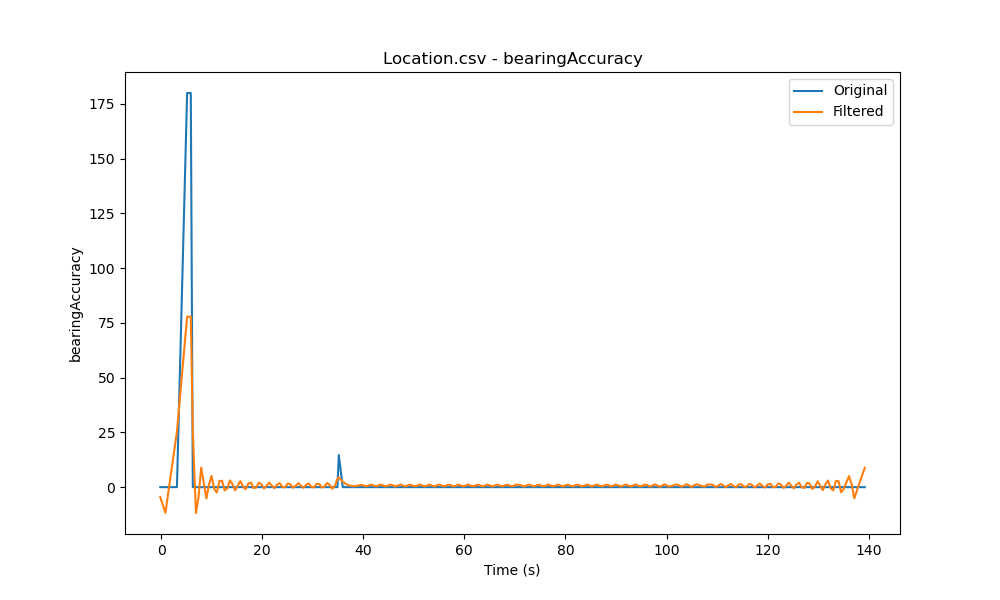 Location.csv - bearingAccuracy
Original
Filtered
175
150
125
100
75
50
25
0
bearingAccuracy
0 20 40 60 80 100 120 140
Time (s)